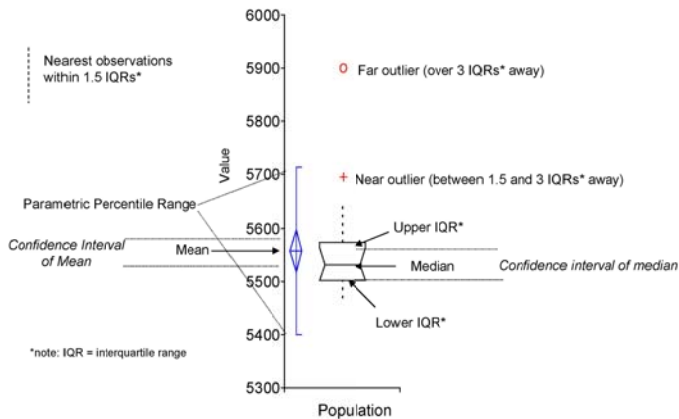 6000
Nearest observations
within 1.5 IQRs*
5900
Far outlier (over 3 IQRs* away)
5800
Value
5700
Near outlier (between 1.5 and 3 IQRs* away)
Parametric Percentile Range
5600
Upper IQR*
Confidence Interval
of Mean
Mean
Median
Confidence interval of median
5500
Lower IQR*
5400
*note: IQR = interquartile range
5300
Population